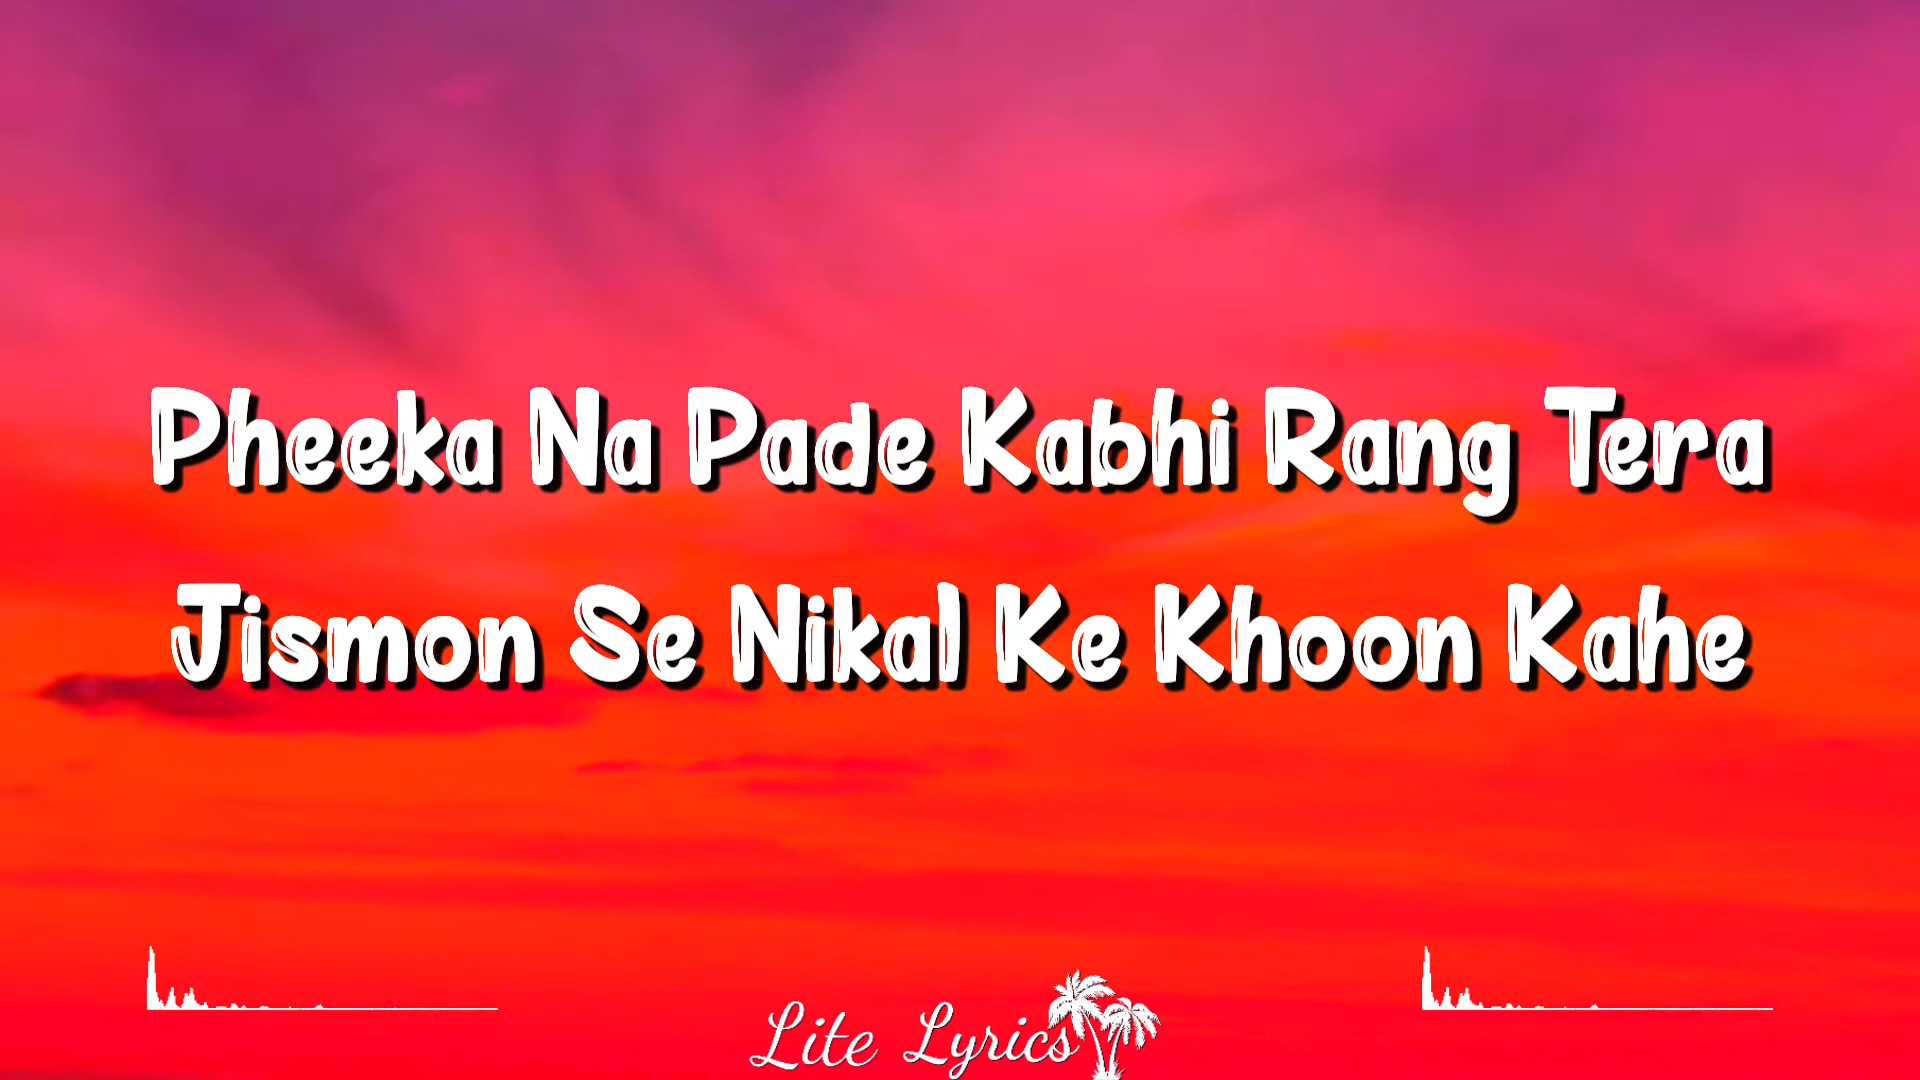 Pheeka Na Pade Kabhi Rang Tera
Jismon Se Nikal Ke Khoon Kahe
Lite Lyrics